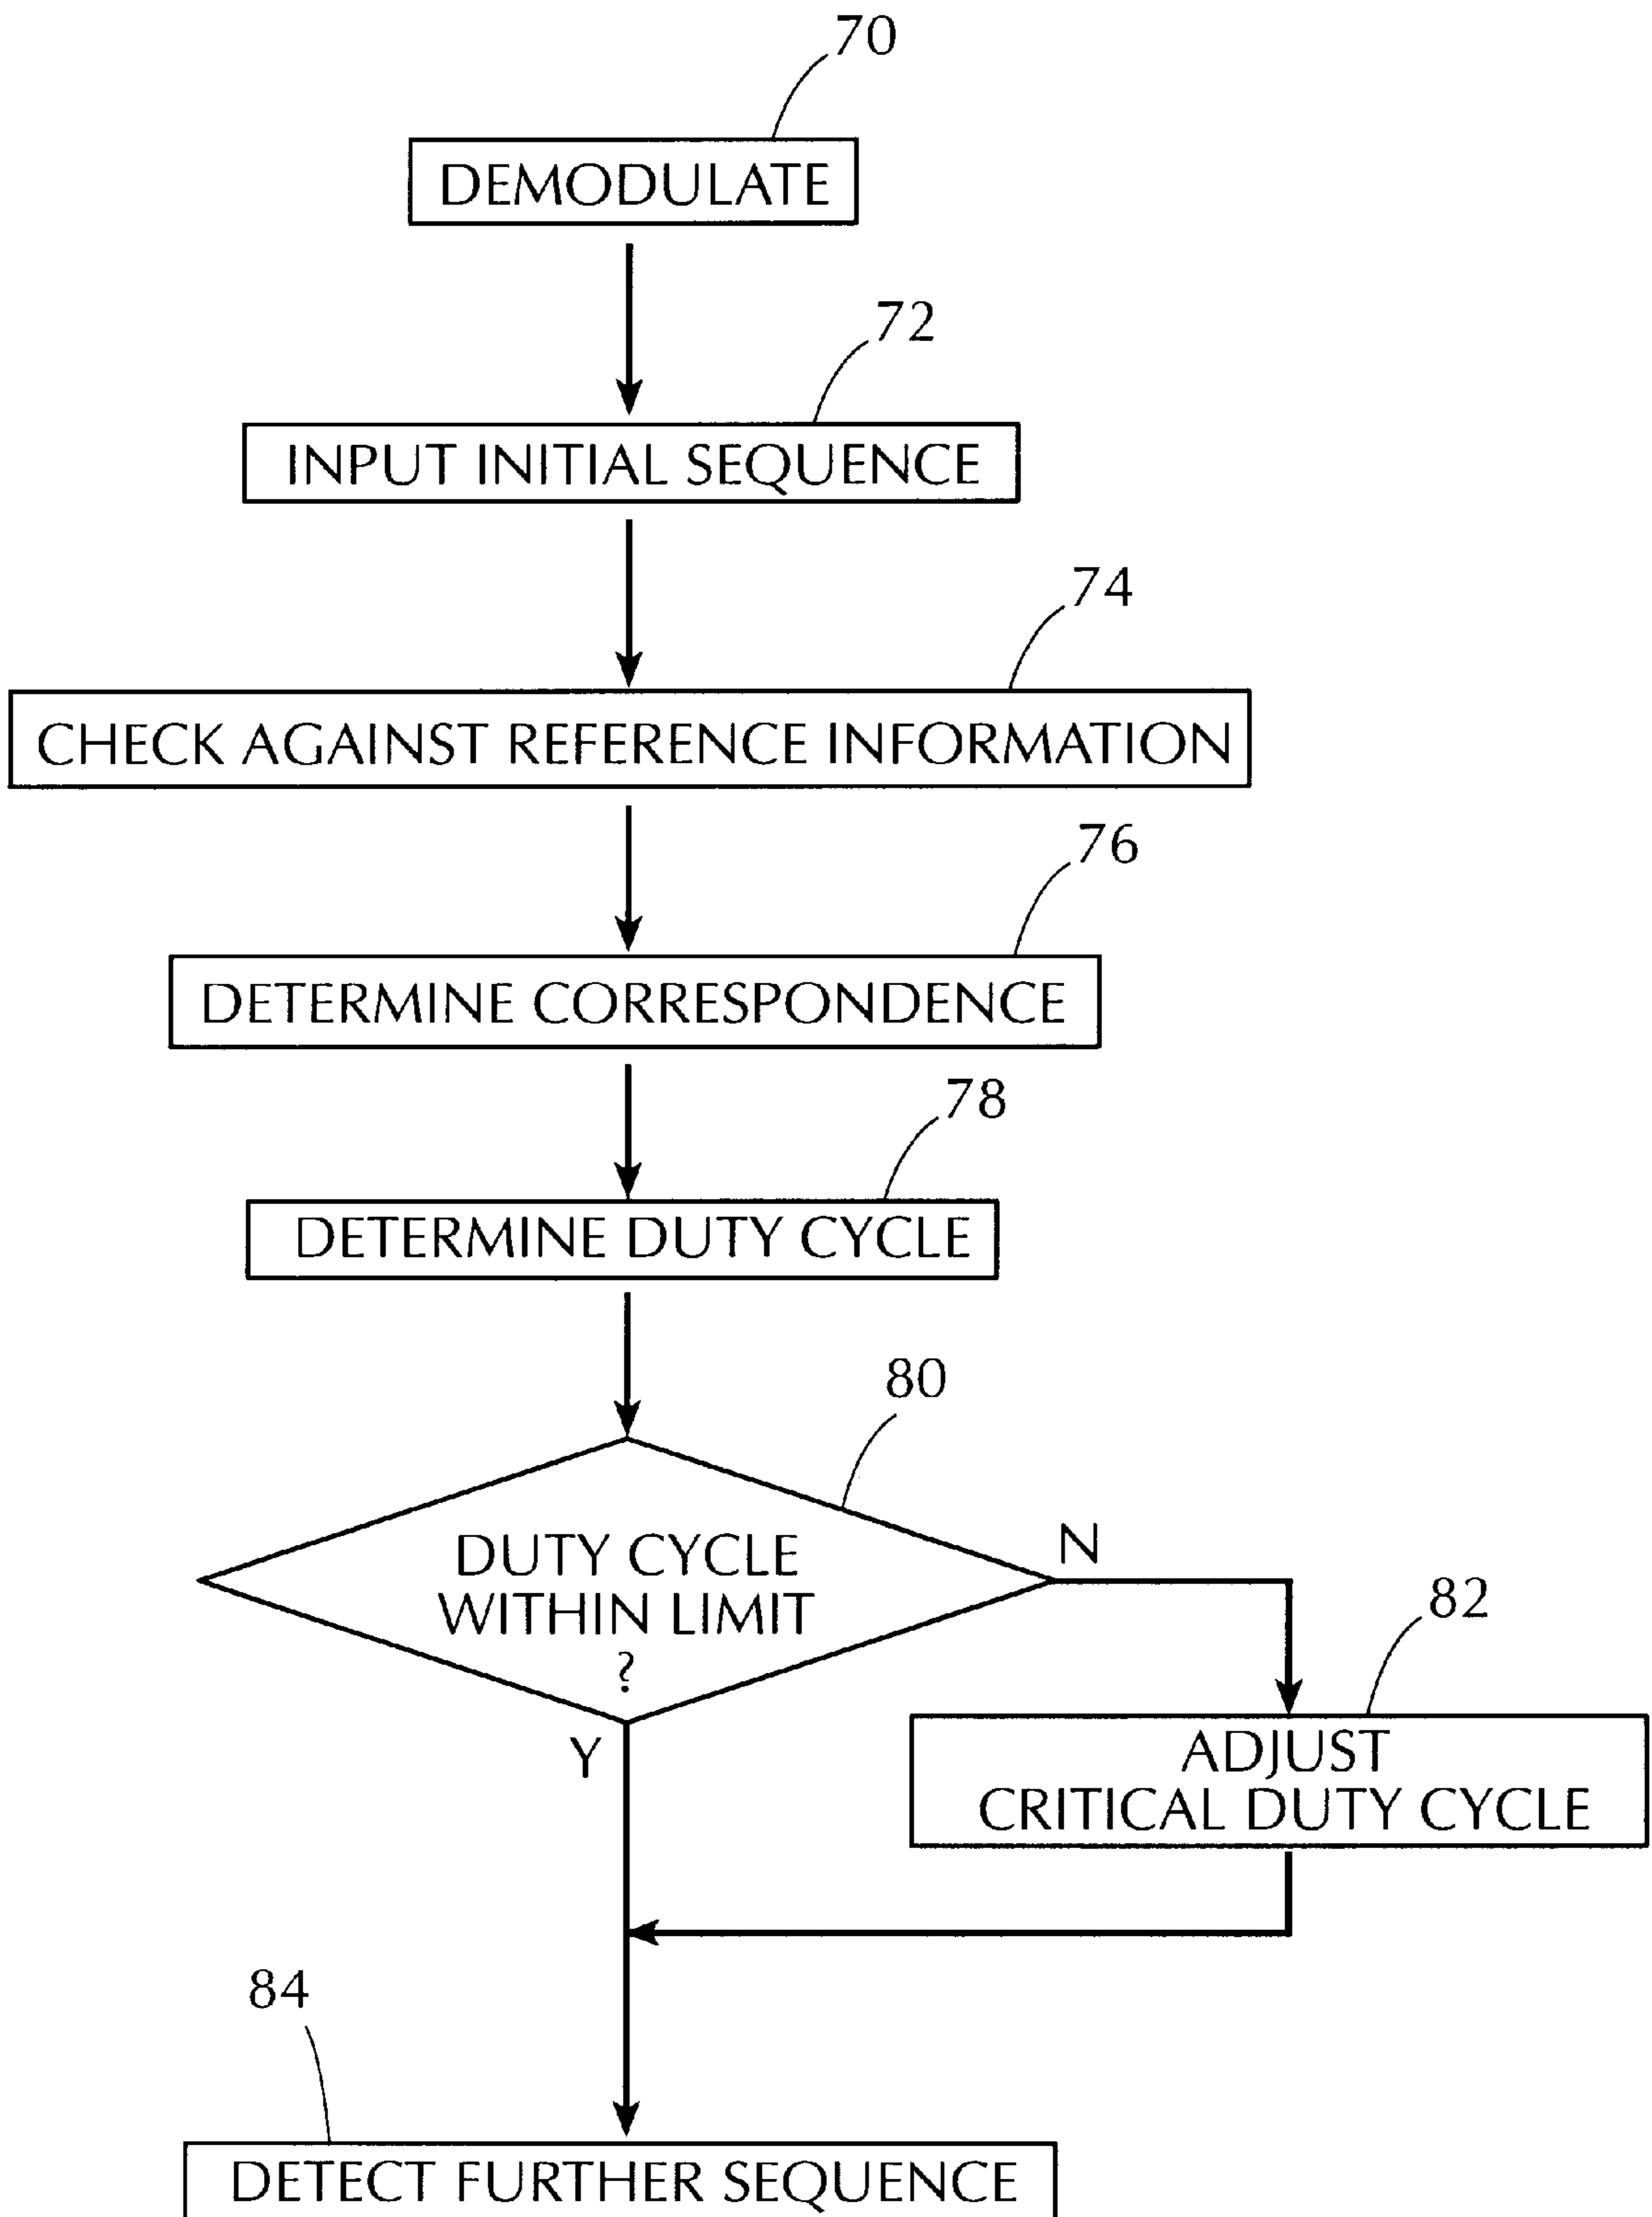 70
DEMODULATE
72
INPUT INITIAL SEQUENCE
74
CHECK AGAINST REFERENCE INFORMATION
76
DETERMINE CORRESPONDENCE
78
DETERMINE DUTY CYCLE
80
DUTY CYCLE
WITHIN LIMIT
?
N
82
Y
ADJUST
CRITICAL DUTY CYCLE
84
DETECT FURTHER SEQUENCE